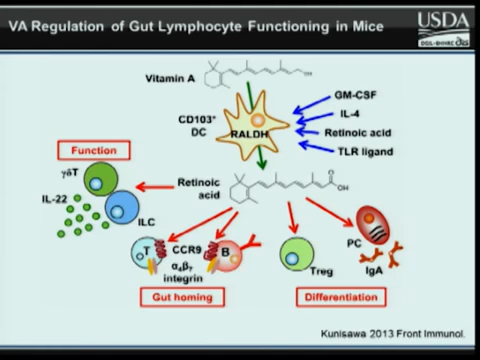 VA Regulation of Gut Lymphocyte Functioning in Mice
USDA
Vitamin A
OH
GM-CSF
CD103⁺
DC
RALDH
IL-4
Retinoic acid
TLR ligand
Function
γδT
IL-22
ILC
Retinoic
acid
O
OH
T
CCR9
B
α₄β₇
integrin
Gut homing
Treg
PC
IgA
Differentiation
Kunisawa 2013 Front Immunol.